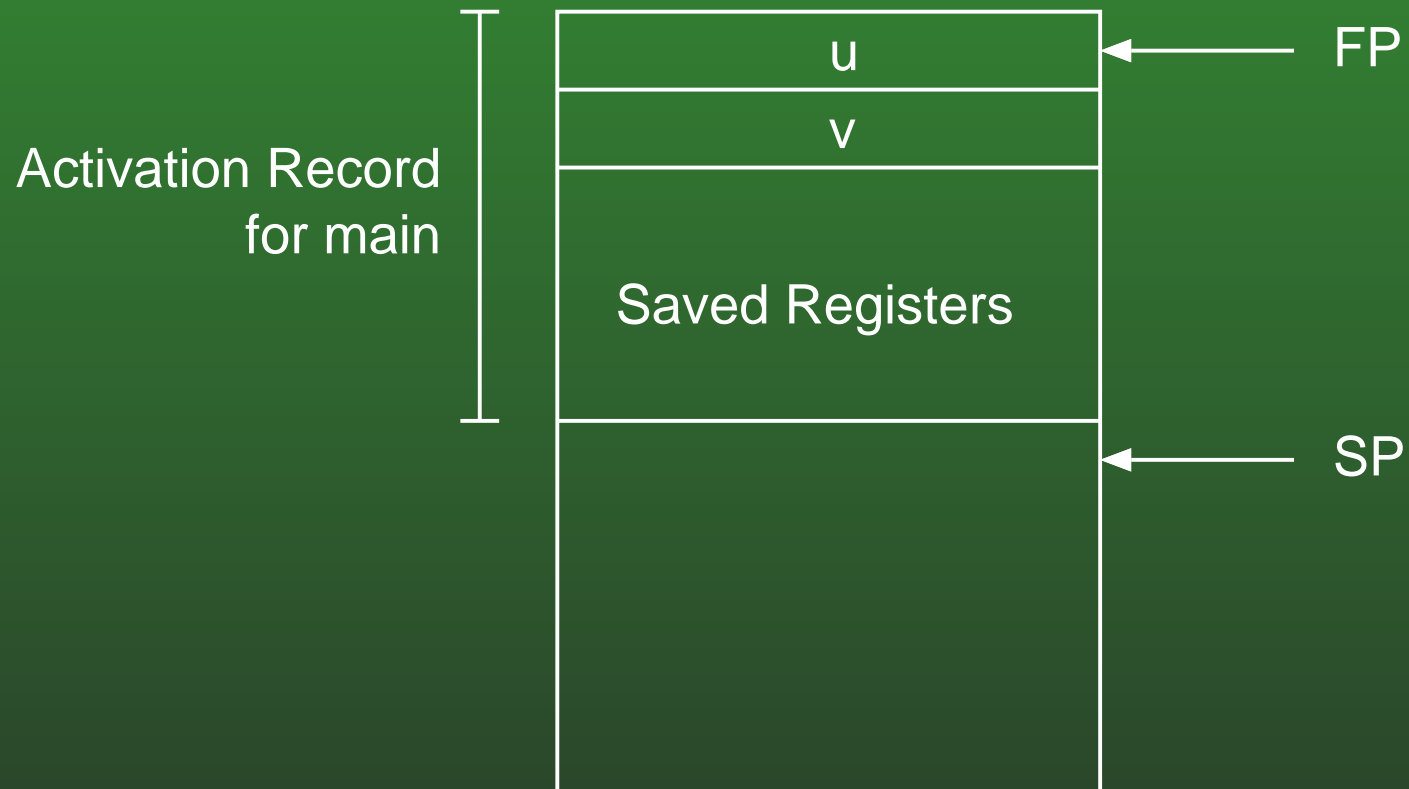 u
FP
v
Activation Record
for main
Saved Registers
SP